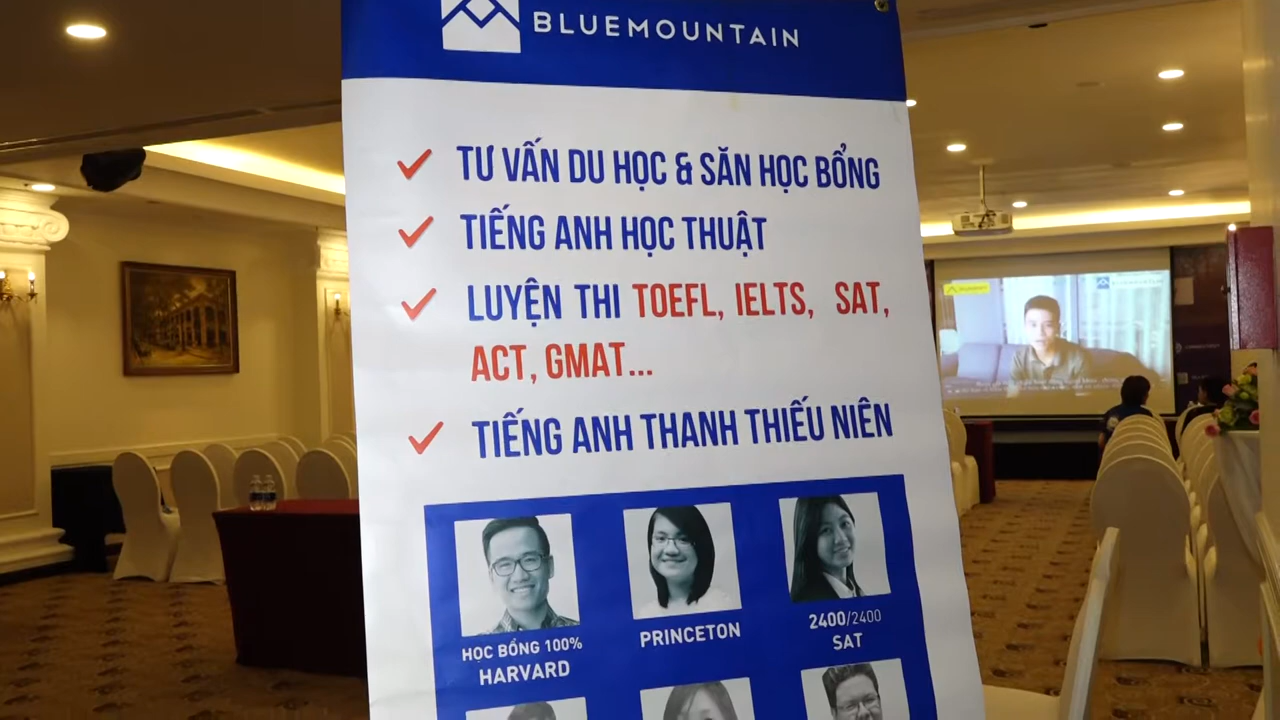 BLUEMOUNTAIN
TƯ VẤN DU HỌC & SĂN HỌC BỔNG
TIẾNG ANH HỌC THUẬT
LUYỆN THI TOEFL, IELTS, SAT,
ACT, GMAT...
TIẾNG ANH THANH THIẾU NIÊN
HỌC BỔNG 100%
HARVARD
PRINCETON
2400/2400
SAT